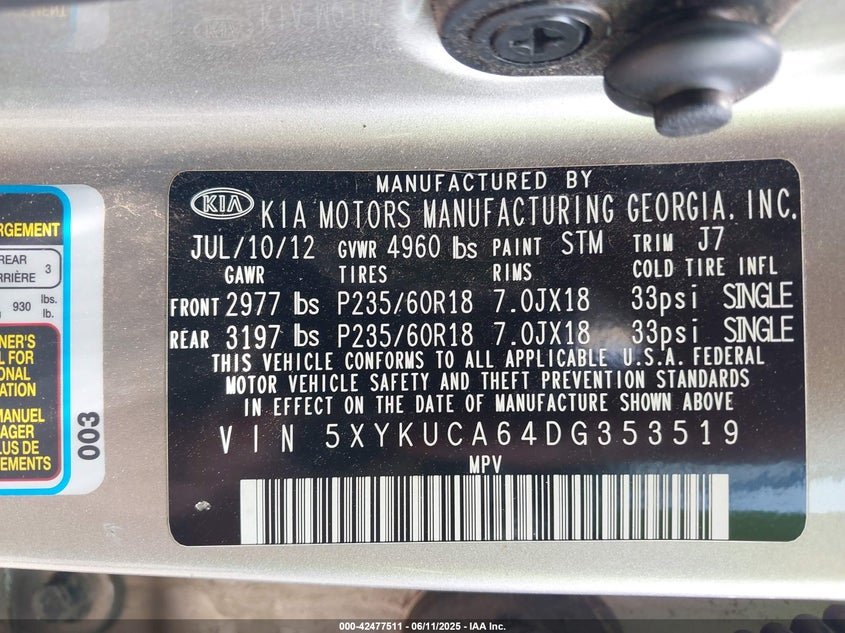 MANUFACTURED BY
KIA KIA MOTORS MANUFACTURING GEORGIA, INC.
JUL/10/12 GVWR 4960 lbs PAINT STM TRIM J7
GAWR TIRES RIMS COLD TIRE INFL
FRONT 2977 lbs P235/60R18 7.0JX18 33psi SINGLE
REAR 3197 lbs P235/60R18 7.0JX18 33psi SINGLE
THIS VEHICLE CONFORMS TO ALL APPLICABLE U.S.A. FEDERAL
MOTOR VEHICLE SAFETY AND THEFT PREVENTION STANDARDS
IN EFFECT ON THE DATE OF MANUFACTURE SHOWN ABOVE
VIN 5XYKUCA64DG353519
MPV
REAR 3
930 lbs.
lb.
L FOR
MANUEL
003
000-42477511 - 06/11/2025 - IAA Inc.